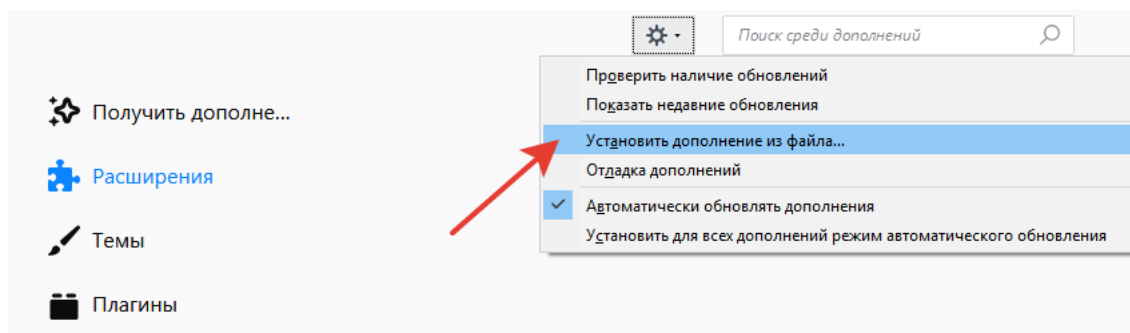 Поиск среди дополнений
Проверить наличие обновлений
Показать недавние обновления
Установить дополнение из файла...
Отладка дополнений
Автоматически обновлять дополнения
Установить для всех дополнений режим автоматического обновления
Получить дополне...
Расширения
Темы
Плагины